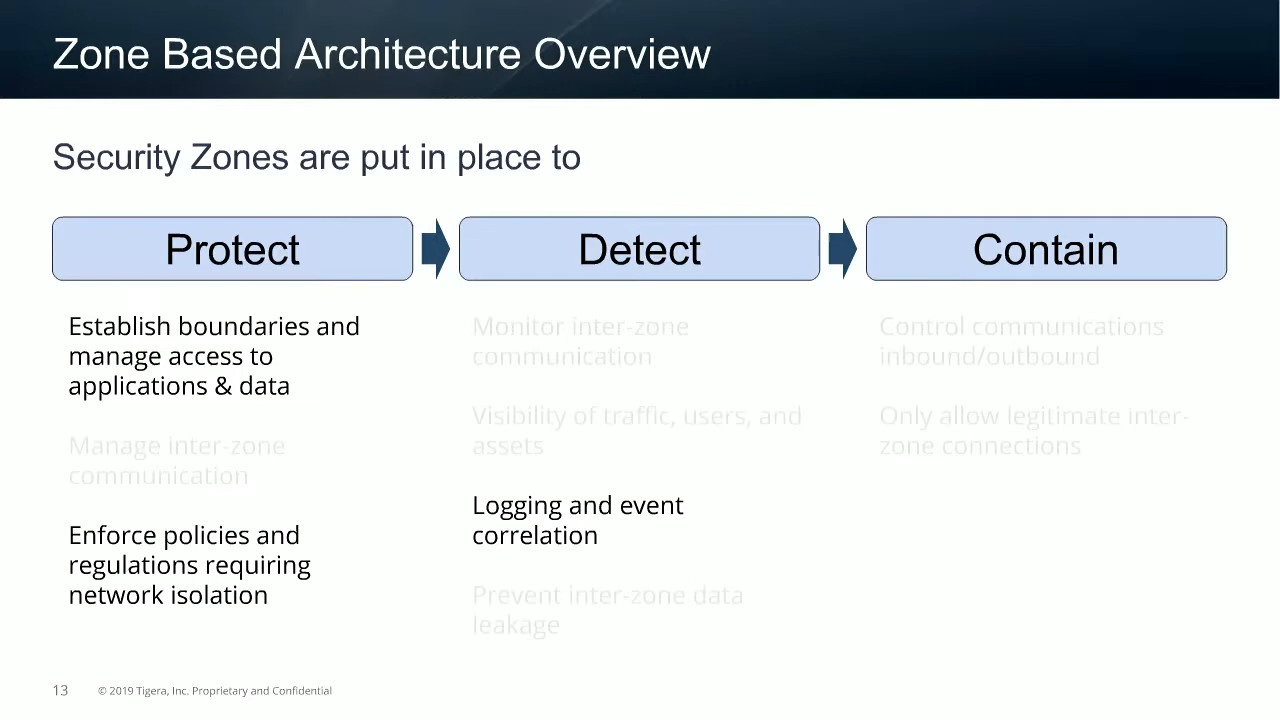 Zone Based Architecture Overview
Security Zones are put in place to
Protect
Detect
Contain
Establish boundaries and
manage access to
applications & data
Manage inter-zone
communication
Enforce policies and
regulations requiring
network isolation
Monitor inter-zone
communication
Visibility of traffic, users, and
assets
Logging and event
correlation
Prevent inter-zone data
leakage
Control communications
inbound/outbound
Only allow legitimate inter-
zone connections
13
© 2019 Tigera, Inc. Proprietary and Confidential